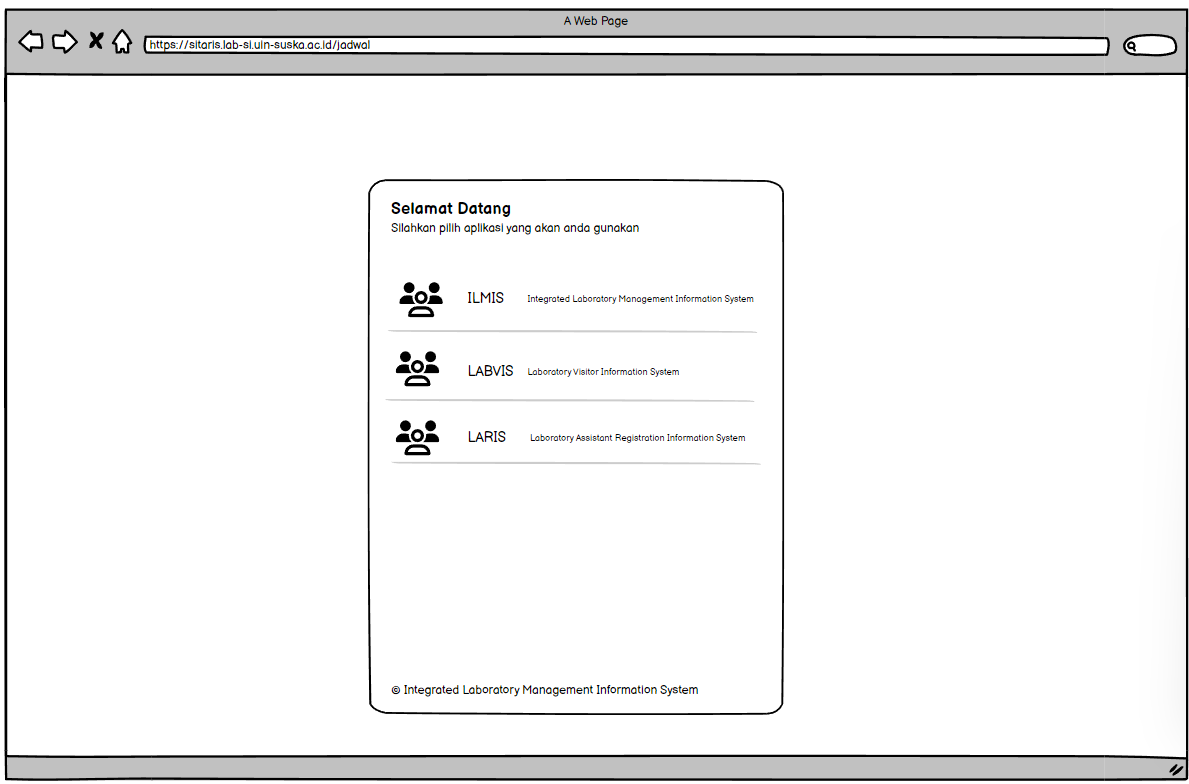 A Web Page
https://sitaris.lab-si.uin-suska.ac.id/jadwal
Selamat Datang
Silahkan pilih aplikasi yang akan anda gunakan
ILMIS Integrated Laboratory Management Information System
LABVIS Laboratory Visitor Information System
LARIS Laboratory Assistant Registration Information System
© Integrated Laboratory Management Information System